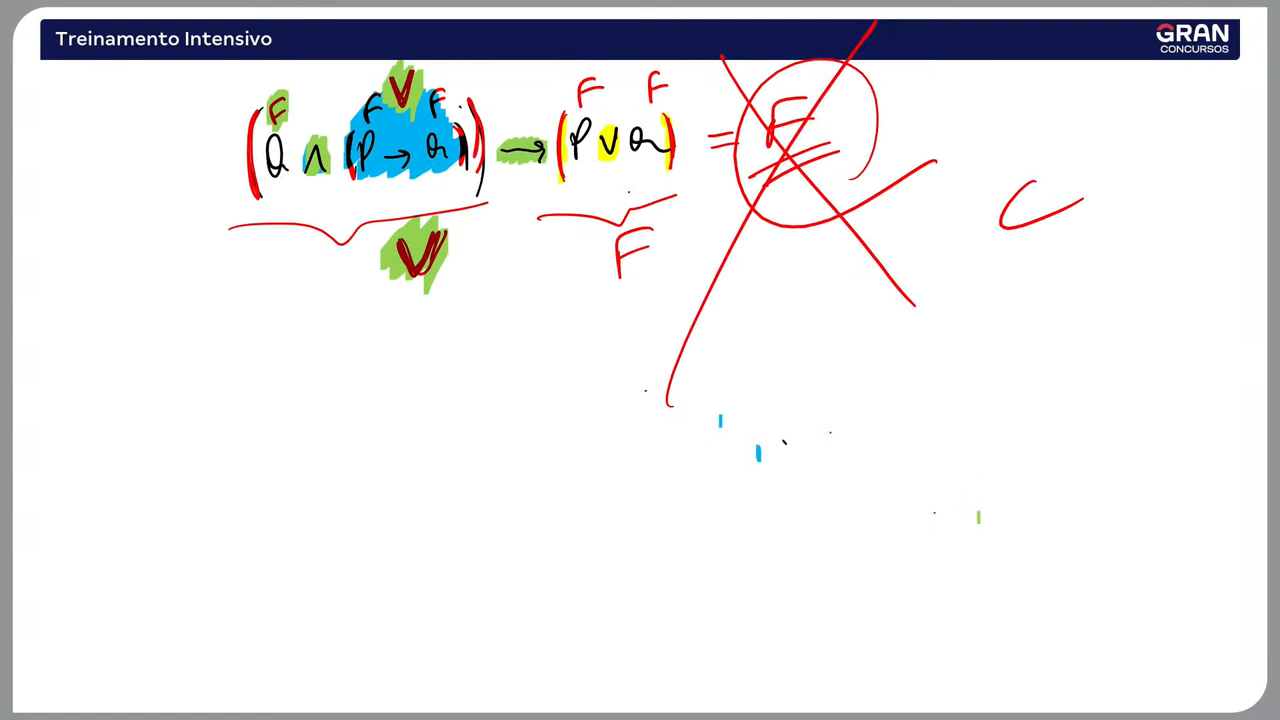 Treinamento Intensivo
GRAN
CONCURSOS
V
F F F F F F
(Q ∧ (P → Q)) → (P ∨ Q) =
V F
C